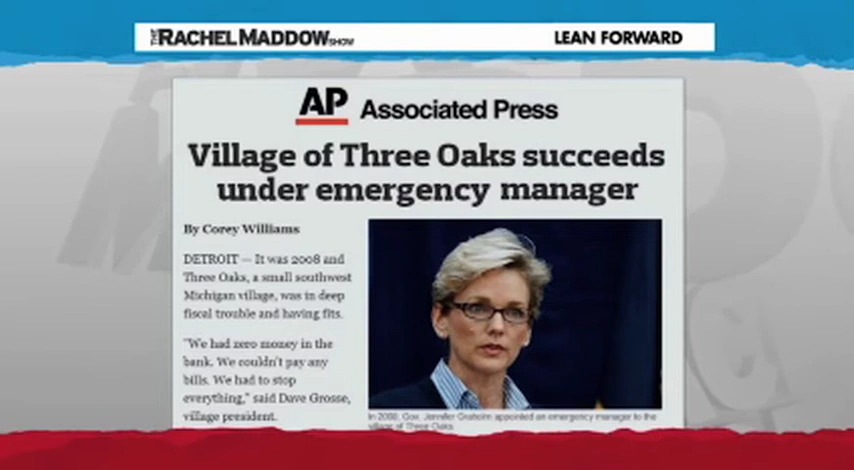 THE RACHEL MADDOW SHOW
LEAN FORWARD
AP Associated Press
Village of Three Oaks succeeds
under emergency manager
By Corey Williams
DETROIT — It was 2008 and
Three Oaks, a small southwest
Michigan village, was in deep
fiscal trouble and having fits.
"We had zero money in the
bank. We couldn't pay any
bills. We had to stop
everything," said Dave Grosse,
village president.
In 2008, Gov. Jennifer Graholm appointed an emergency manager to the
village of Three Oaks